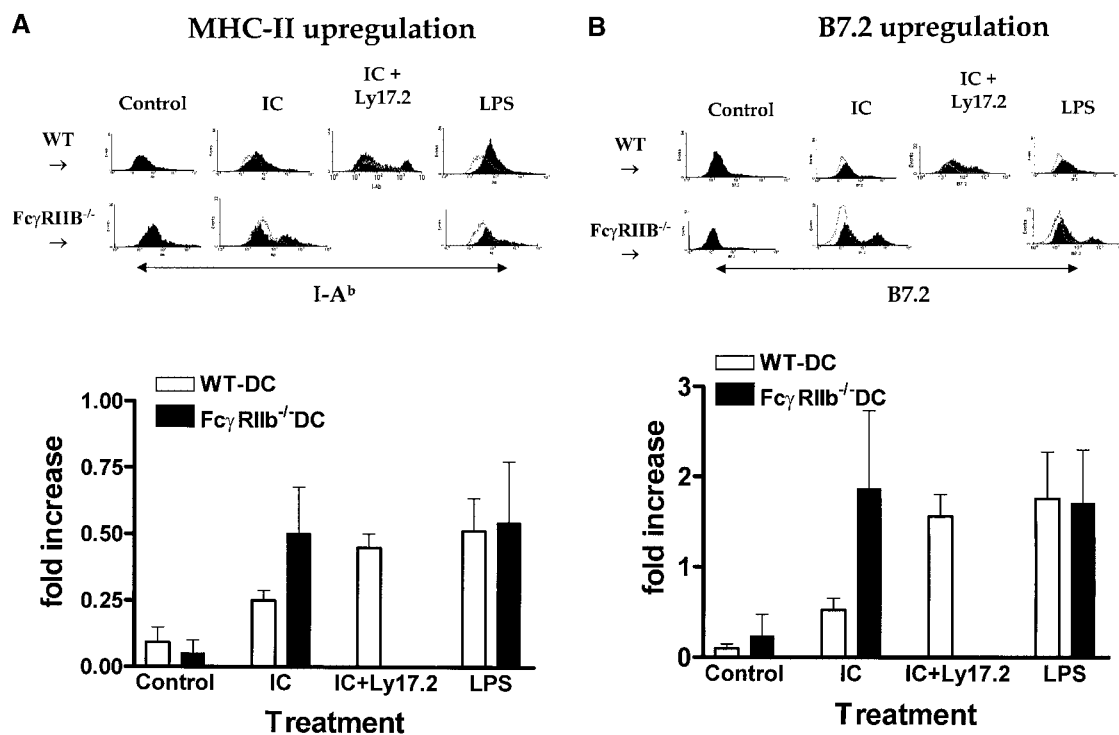 A
MHC-II upregulation
Control
IC
IC +
Ly17.2
LPS
WT
→
FcγRIIB⁻/⁻
→
I-Aᵇ
WT-DC
FcγRIIb⁻/⁻DC
1.00
0.75
0.50
0.25
0.00
fold increase
Control
IC
IC+Ly17.2
LPS
Treatment
B
B7.2 upregulation
Control
IC
IC +
Ly17.2
LPS
WT
→
FcγRIIB⁻/⁻
→
B7.2
WT-DC
FcγRIIb⁻/⁻DC
3
2
1
0
fold increase
Control
IC
IC+Ly17.2
LPS
Treatment